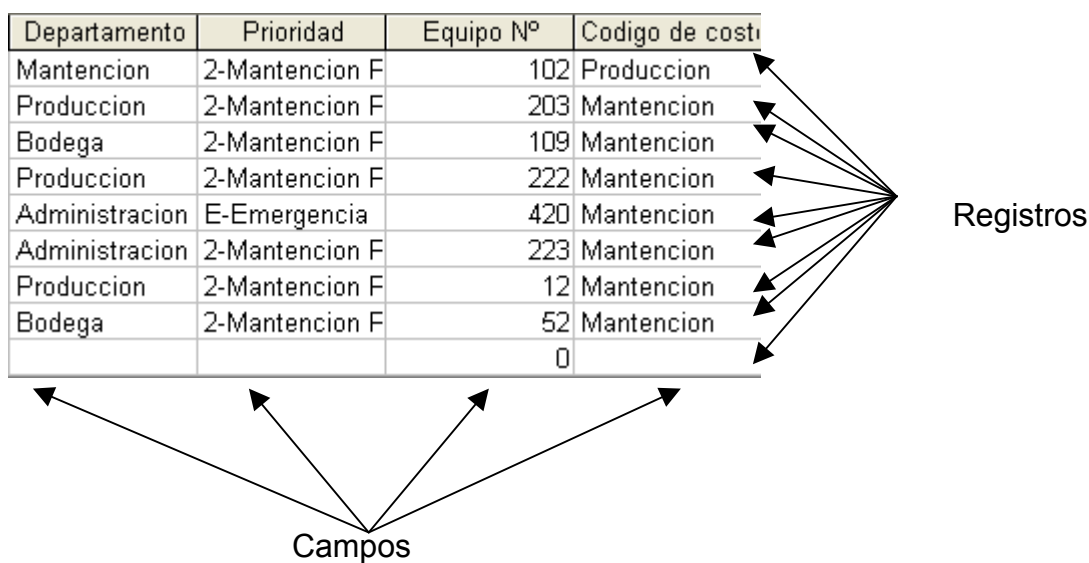 Departamento Prioridad Equipo Nº Codigo de cost
Mantencion 2-Mantencion F 102 Produccion
Produccion 2-Mantencion F 203 Mantencion
Bodega 2-Mantencion F 109 Mantencion
Produccion 2-Mantencion F 222 Mantencion
Administracion E-Emergencia 420 Mantencion
Administracion 2-Mantencion F 223 Mantencion
Produccion 2-Mantencion F 12 Mantencion
Bodega 2-Mantencion F 52 Mantencion
0
Registros
Campos